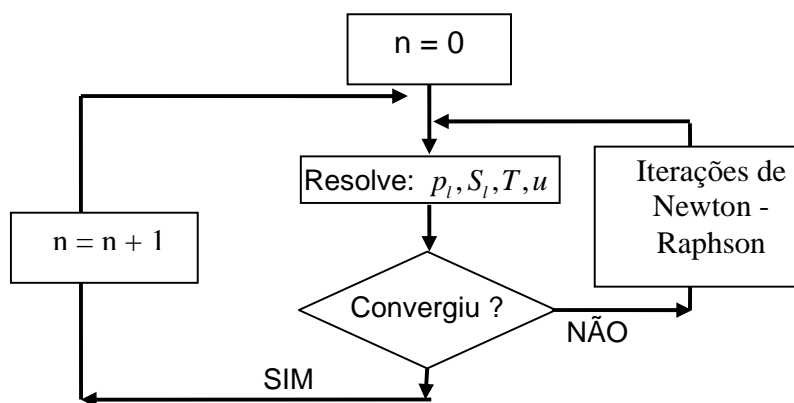 n = 0
Resolve: p_l, S_l, T, u
Iterações de
Newton -
Raphson
n = n + 1
Convergiu ?
NÃO
SIM